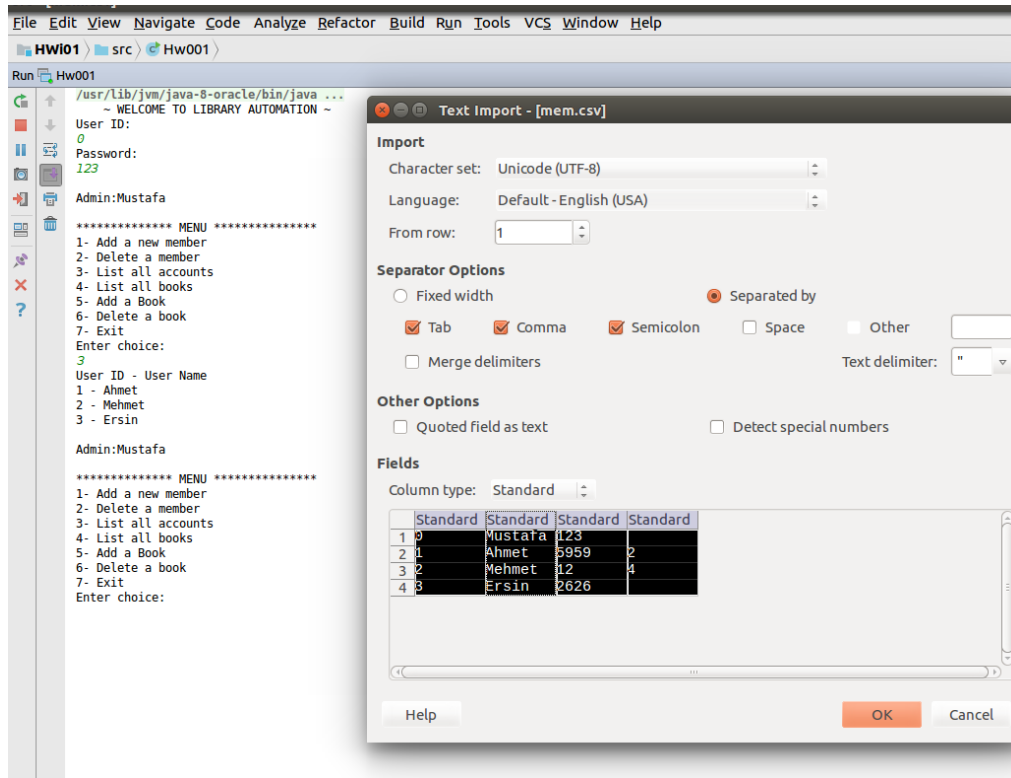 File Edit View Navigate Code Analyze Refactor Build Run Tools VCS Window Help
HWi01 src Hw001
Run Hw001
/usr/lib/jvm/java-8-oracle/bin/java ...
~ WELCOME TO LIBRARY AUTOMATION ~
User ID:
0
Password:
123
Admin:Mustafa
************** MENU ***************
1- Add a new member
2- Delete a member
3- List all accounts
4- List all books
5- Add a Book
6- Delete a book
7- Exit
Enter choice:
3
User ID - User Name
1 - Ahmet
2 - Mehmet
3 - Ersin
Admin:Mustafa
************** MENU ***************
1- Add a new member
2- Delete a member
3- List all accounts
4- List all books
5- Add a Book
6- Delete a book
7- Exit
Enter choice:
Text Import - [mem.csv]
Import
Character set: Unicode (UTF-8)
Language: Default - English (USA)
From row: 1
Separator Options
Fixed width Separated by
Tab Comma Semicolon Space Other
Merge delimiters Text delimiter: "
Other Options
Quoted field as text Detect special numbers
Fields
Column type: Standard
Standard Standard Standard Standard
1 0 Mustafa 123
2 1 Ahmet 5959 2
3 2 Mehmet 12 4
4 3 Ersin 2626
Help OK Cancel